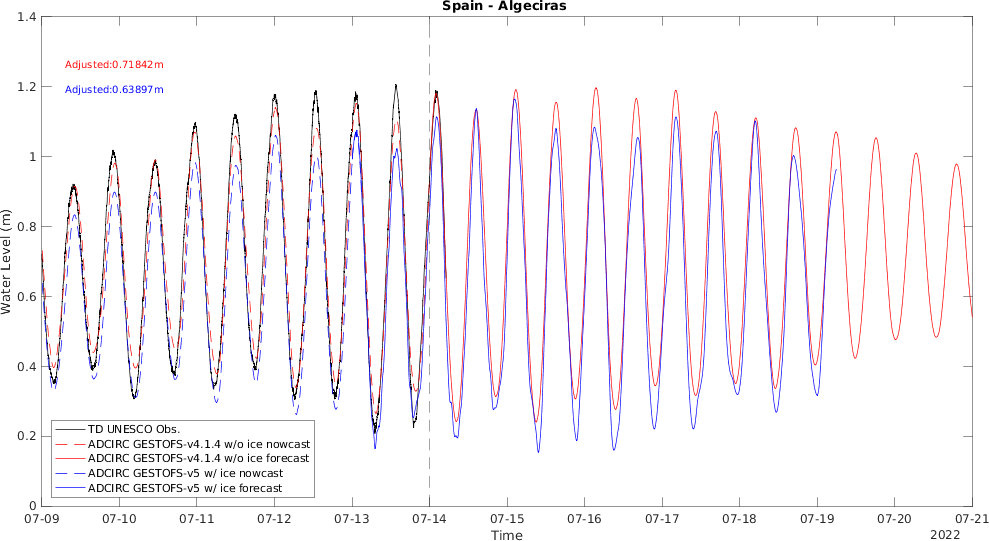 Spain - Algeciras
Water Level (m)
1.4
1.2
1
0.8
0.6
0.4
0.2
0
Adjusted:0.71842m
Adjusted:0.63897m
TD UNESCO Obs.
ADCIRC GESTOFS-v4.1.4 w/o ice nowcast
ADCIRC GESTOFS-v4.1.4 w/o ice forecast
ADCIRC GESTOFS-v5 w/ ice nowcast
ADCIRC GESTOFS-v5 w/ ice forecast
07-09 07-10 07-11 07-12 07-13 07-14 07-15 07-16 07-17 07-18 07-19 07-20 07-21
Time
2022